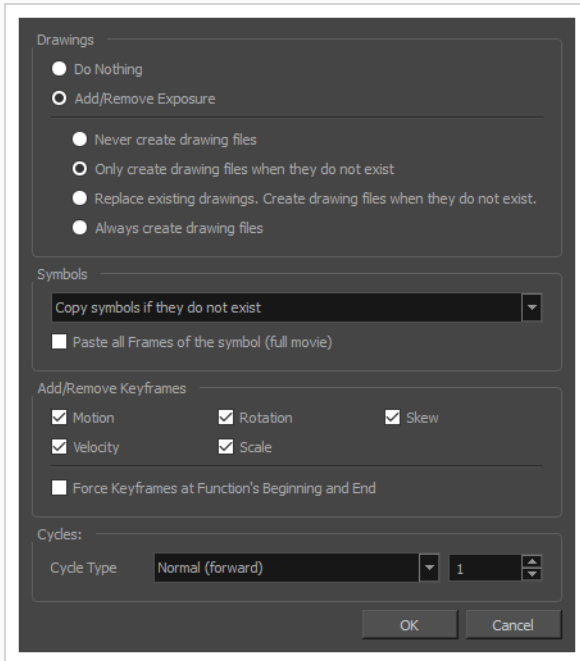 Drawings
Do Nothing
Add/Remove Exposure
Never create drawing files
Only create drawing files when they do not exist
Replace existing drawings. Create drawing files when they do not exist.
Always create drawing files
Symbols
Copy symbols if they do not exist
Paste all Frames of the symbol (full movie)
Add/Remove Keyframes
Motion Rotation Skew
Velocity Scale
Force Keyframes at Function's Beginning and End
Cycles:
Cycle Type Normal (forward) 1
OK Cancel